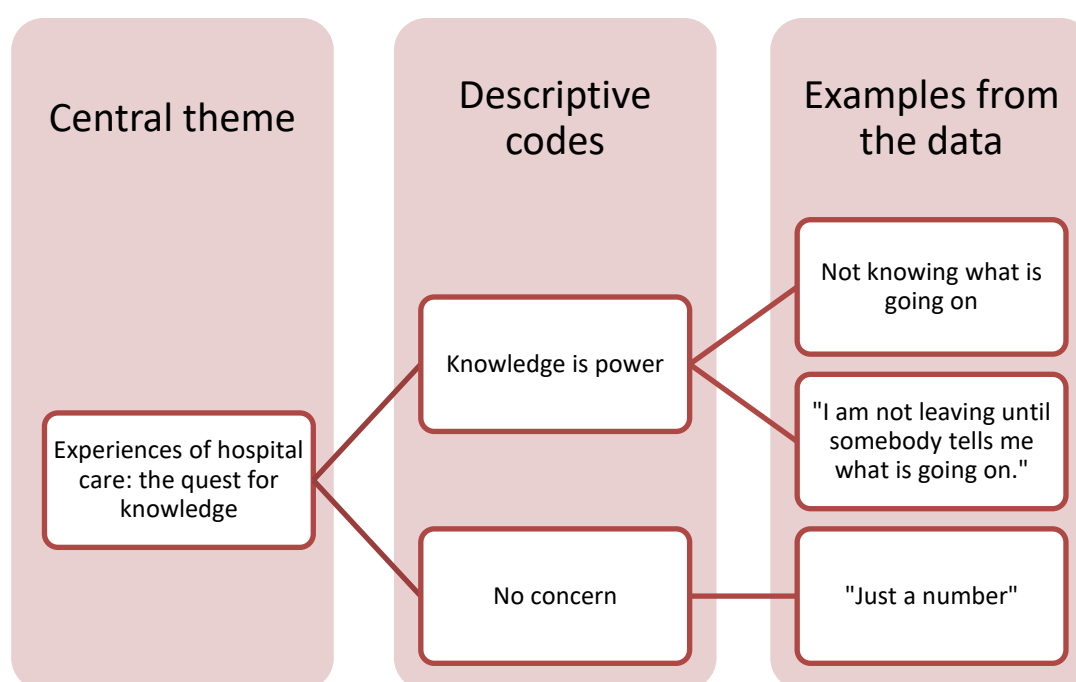 Central theme
Descriptive
codes
Examples from
the data
Experiences of hospital
care: the quest for
knowledge
Knowledge is power
No concern
Not knowing what is
going on
"I am not leaving until
somebody tells me
what is going on."
"Just a number"